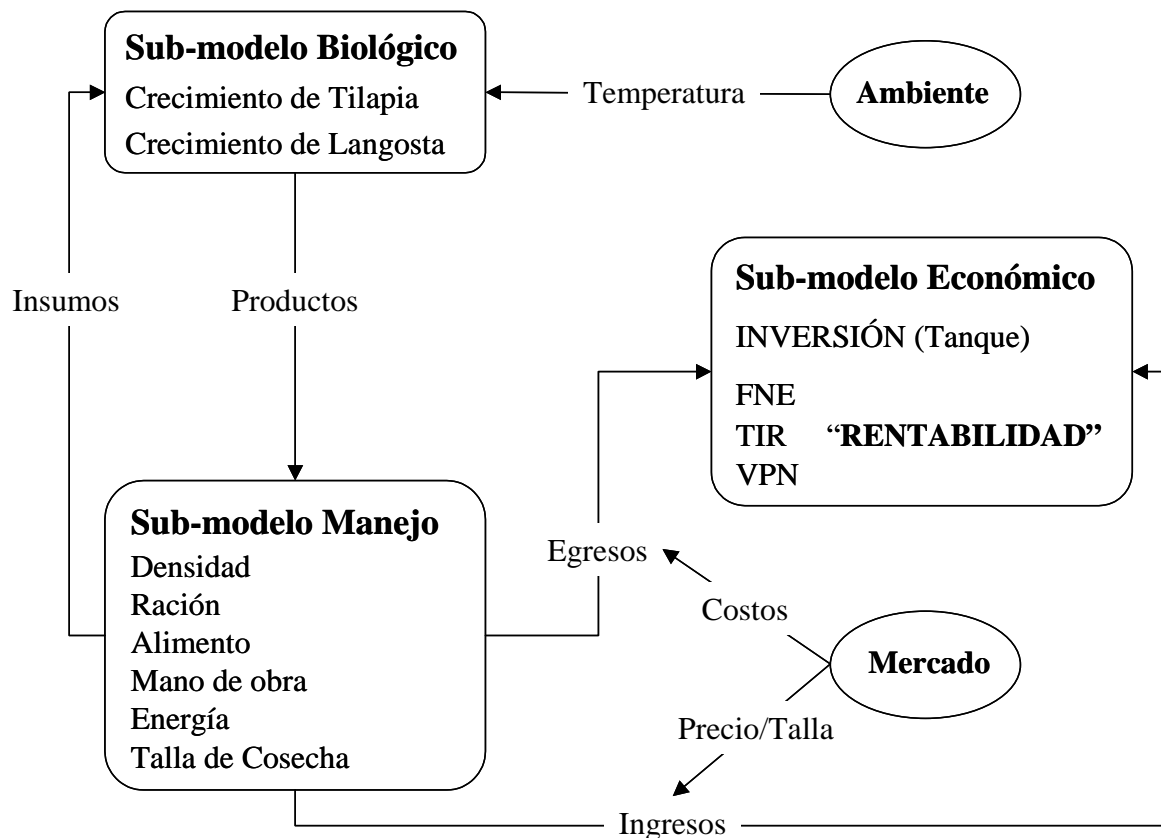 Sub-modelo Biológico
Crecimiento de Tilapia
Crecimiento de Langosta
Temperatura
Ambiente
Insumos
Productos
Sub-modelo Económico
INVERSIÓN (Tanque)
FNE
TIR “RENTABILIDAD”
VPN
Sub-modelo Manejo
Densidad
Ración
Alimento
Mano de obra
Energía
Talla de Cosecha
Egresos
Costos
Mercado
Precio/Talla
Ingresos